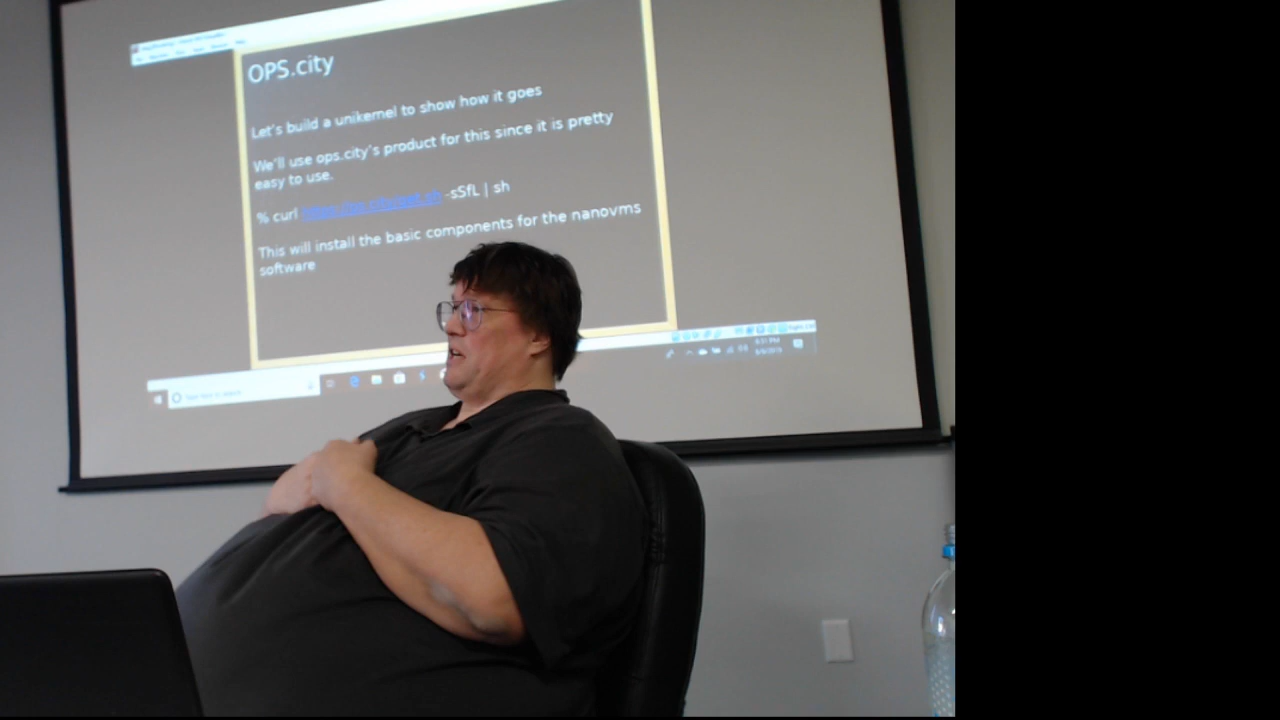 OPS.city
Let's build a unikernel to show how it goes
We'll use ops.city's product for this since it is pretty
easy to use.
% curl -sSfL | sh
This will install the basic components for the nanovms
software